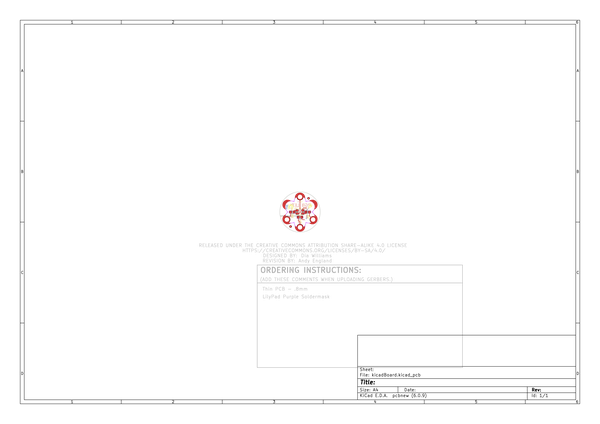 1 2 3 4 5 6
A A
B B
RELEASED UNDER THE CREATIVE COMMONS ATTRIBUTION SHARE-ALIKE 4.0 LICENSE
HTTPS://CREATIVECOMMONS.ORG/LICENSES/BY-SA/4.0/
DESIGNED BY: Dia Williams
REVISION BY: Andy England
ORDERING INSTRUCTIONS:
(ADD THESE COMMENTS WHEN UPLOADING GERBERS.)
C C
Thin PCB - .8mm
LilyPad Purple Soldermask
Sheet:
File: kicadBoard.kicad_pcb
D D
Title:
Size: A4 Date: Rev:
KiCad E.D.A. pcbnew (6.0.9) Id: 1/1
1 2 3 4 5 6